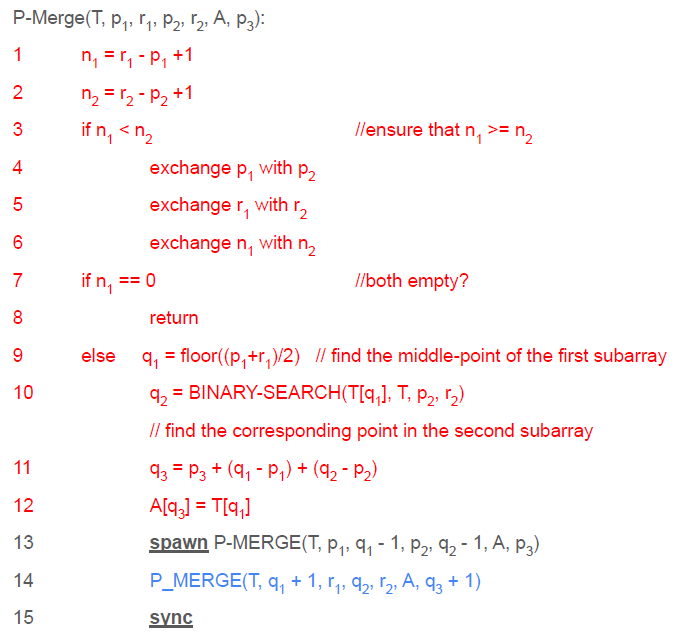 P-Merge(T, p₁, r₁, p₂, r₂, A, p₃):
1 n₁ = r₁ - p₁ +1
2 n₂ = r₂ - p₂ +1
3 if n₁ < n₂ //ensure that n₁ >= n₂
4 exchange p₁ with p₂
5 exchange r₁ with r₂
6 exchange n₁ with n₂
7 if n₁ == 0 //both empty?
8 return
9 else q₁ = floor((p₁+r₁)/2) // find the middle-point of the first subarray
10 q₂ = BINARY-SEARCH(T[q₁], T, p₂, r₂)
// find the corresponding point in the second subarray
11 q₃ = p₃ + (q₁ - p₁) + (q₂ - p₂)
12 A[q₃] = T[q₁]
13 spawn P-MERGE(T, p₁, q₁ - 1, p₂, q₂ - 1, A, p₃)
14 P_MERGE(T, q₁ + 1, r₁, q₂, r₂, A, q₃ + 1)
15 sync